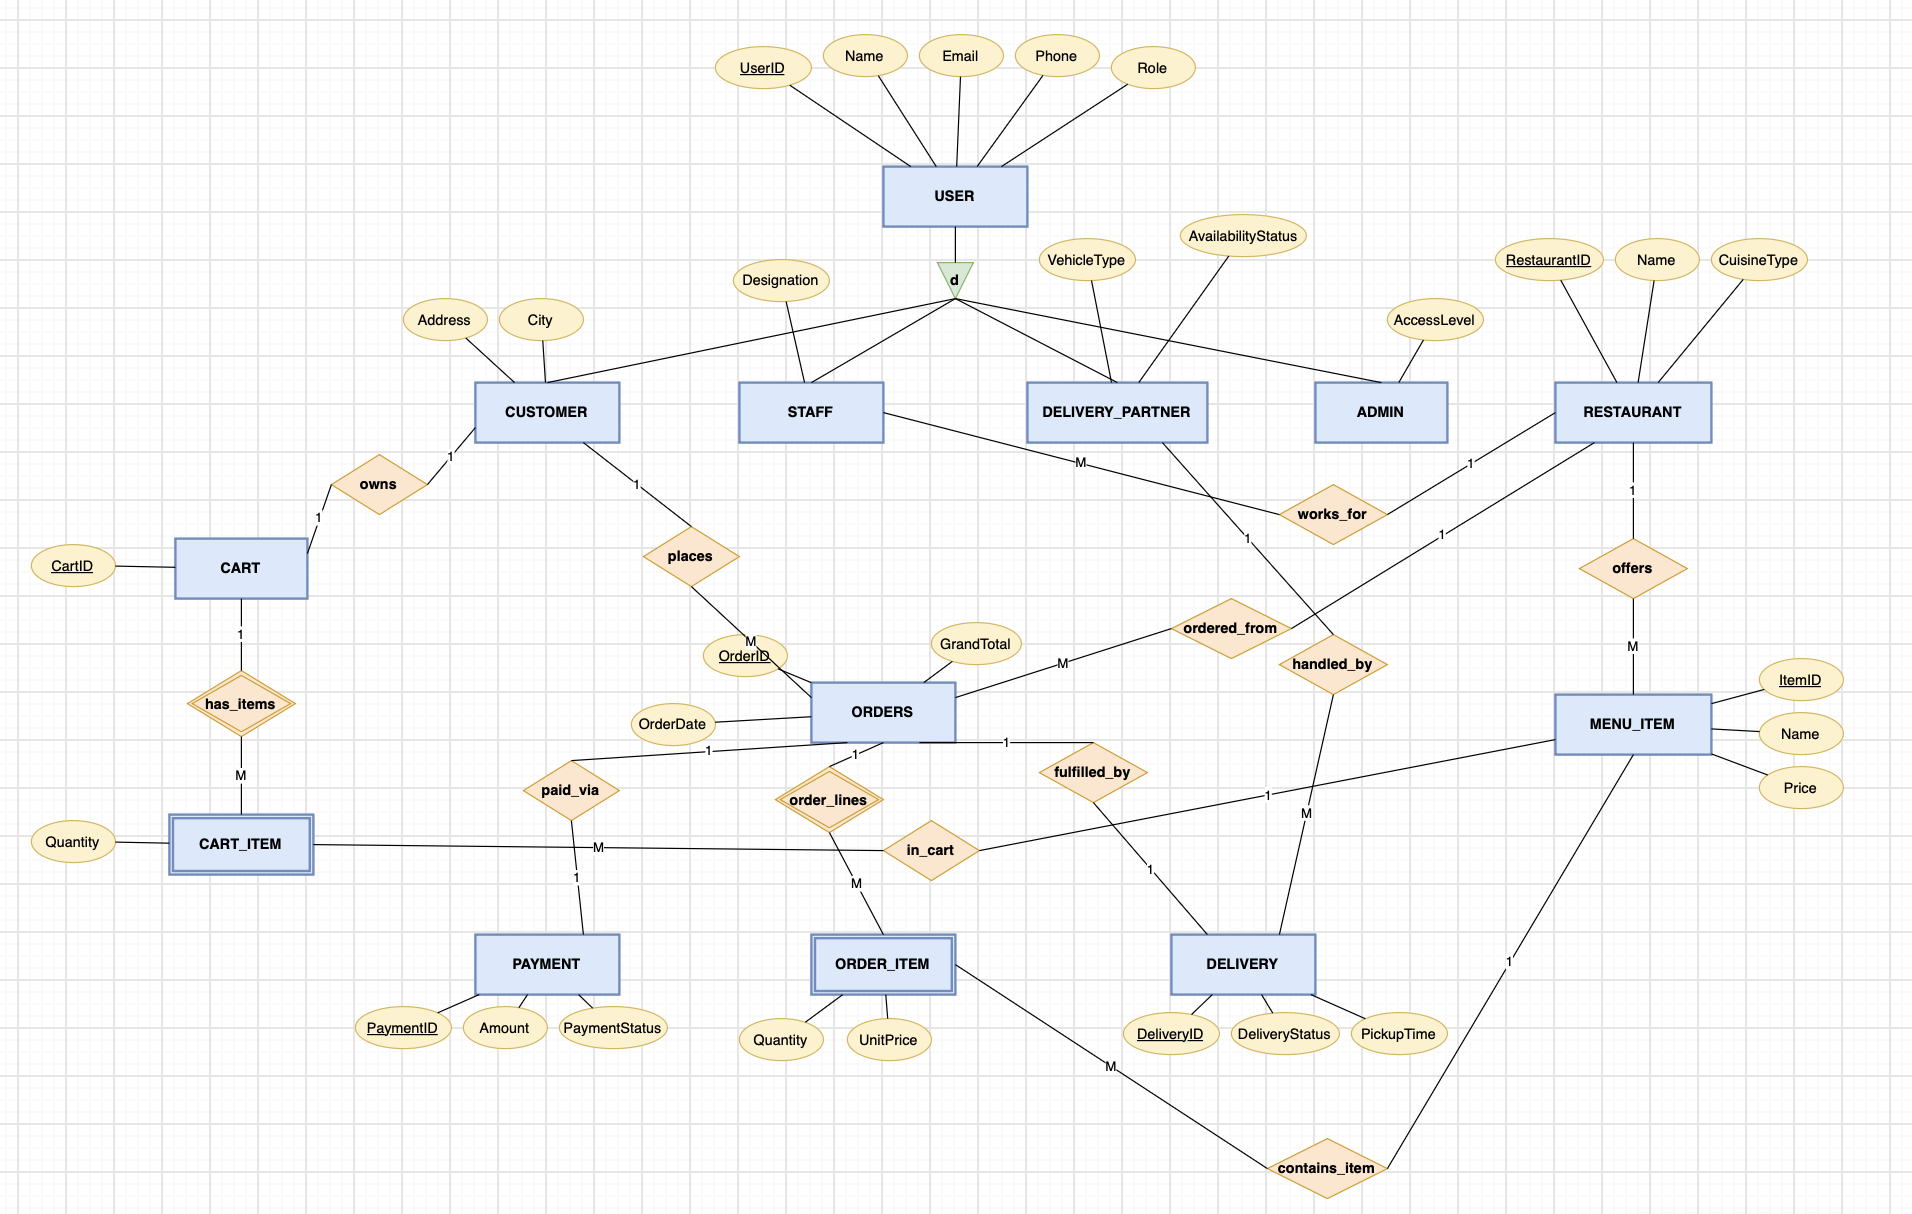 Name
Email
Phone
UserID
Role
USER
AvailabilityStatus
VehicleType
RestaurantID
Name
CuisineType
Designation
d
Address
City
AccessLevel
CUSTOMER
STAFF
DELIVERY_PARTNER
ADMIN
RESTAURANT
1
M
1
owns
1
1
works_for
1
1
1
places
CartID
CART
offers
1
ordered_from
M
GrandTotal
M
OrderID
M
handled_by
ItemID
has_items
ORDERS
OrderDate
MENU_ITEM
Name
1
1
1
fulfilled_by
M
Price
paid_via
1
order_lines
M
Quantity
CART_ITEM
M
in_cart
1
1
M
PAYMENT
ORDER_ITEM
DELIVERY
1
PaymentID
Amount
PaymentStatus
Quantity
UnitPrice
DeliveryID
DeliveryStatus
PickupTime
M
contains_item